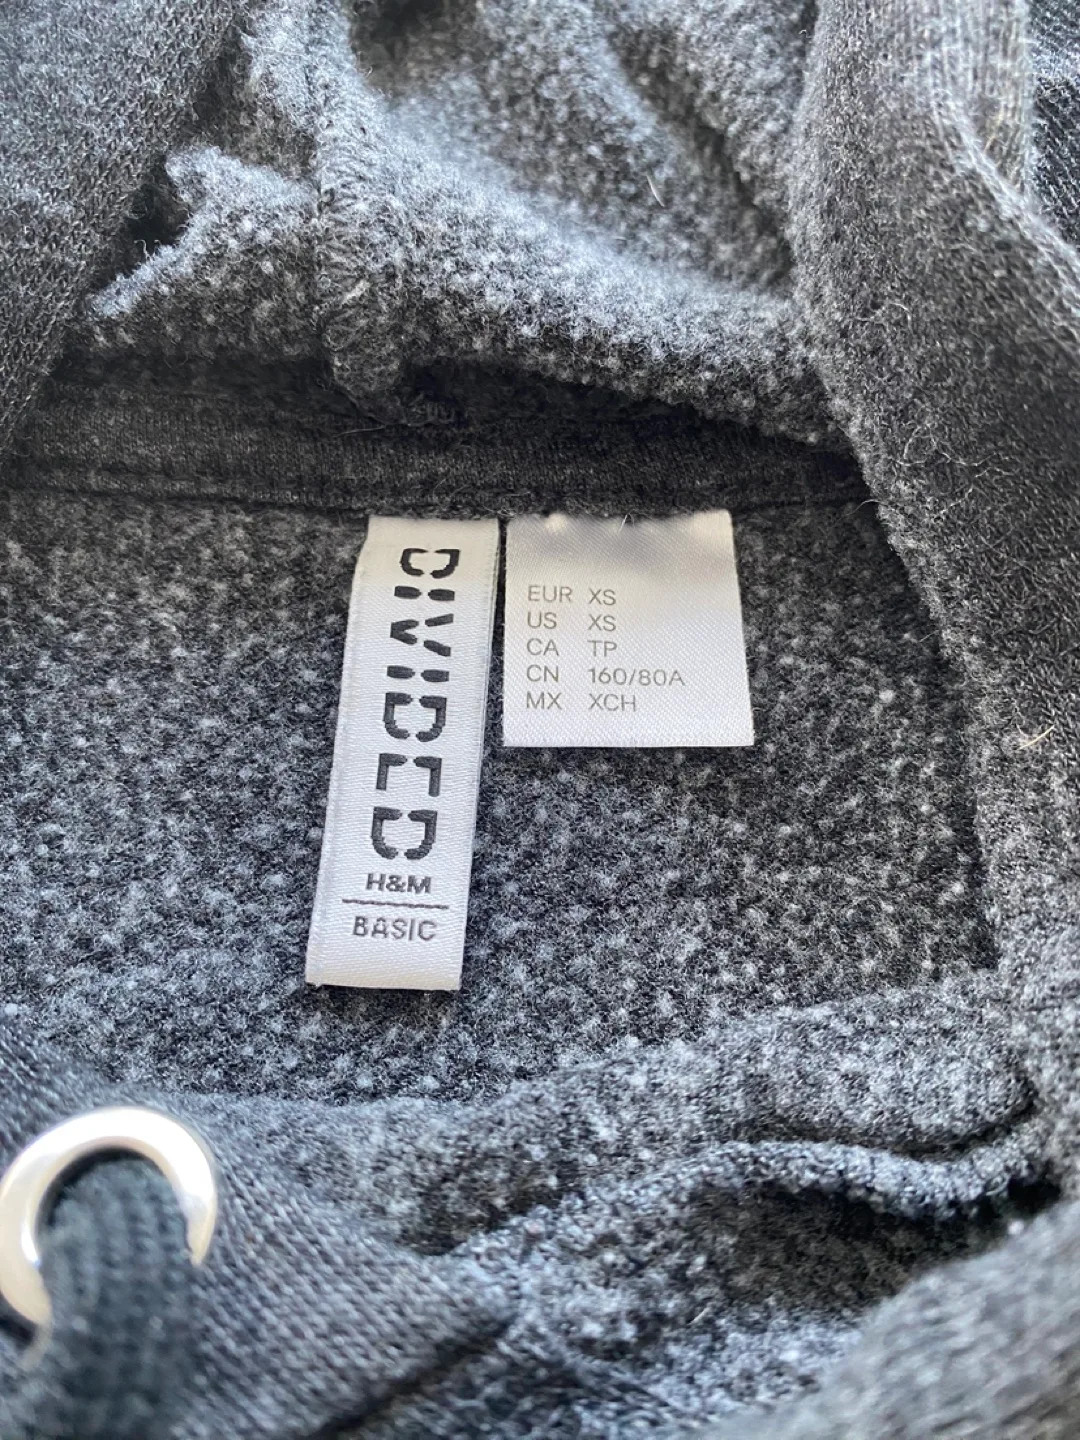 DIVIDED
H&M
BASIC
EUR XS
US XS
CA TP
CN 160/80A
MX XCH